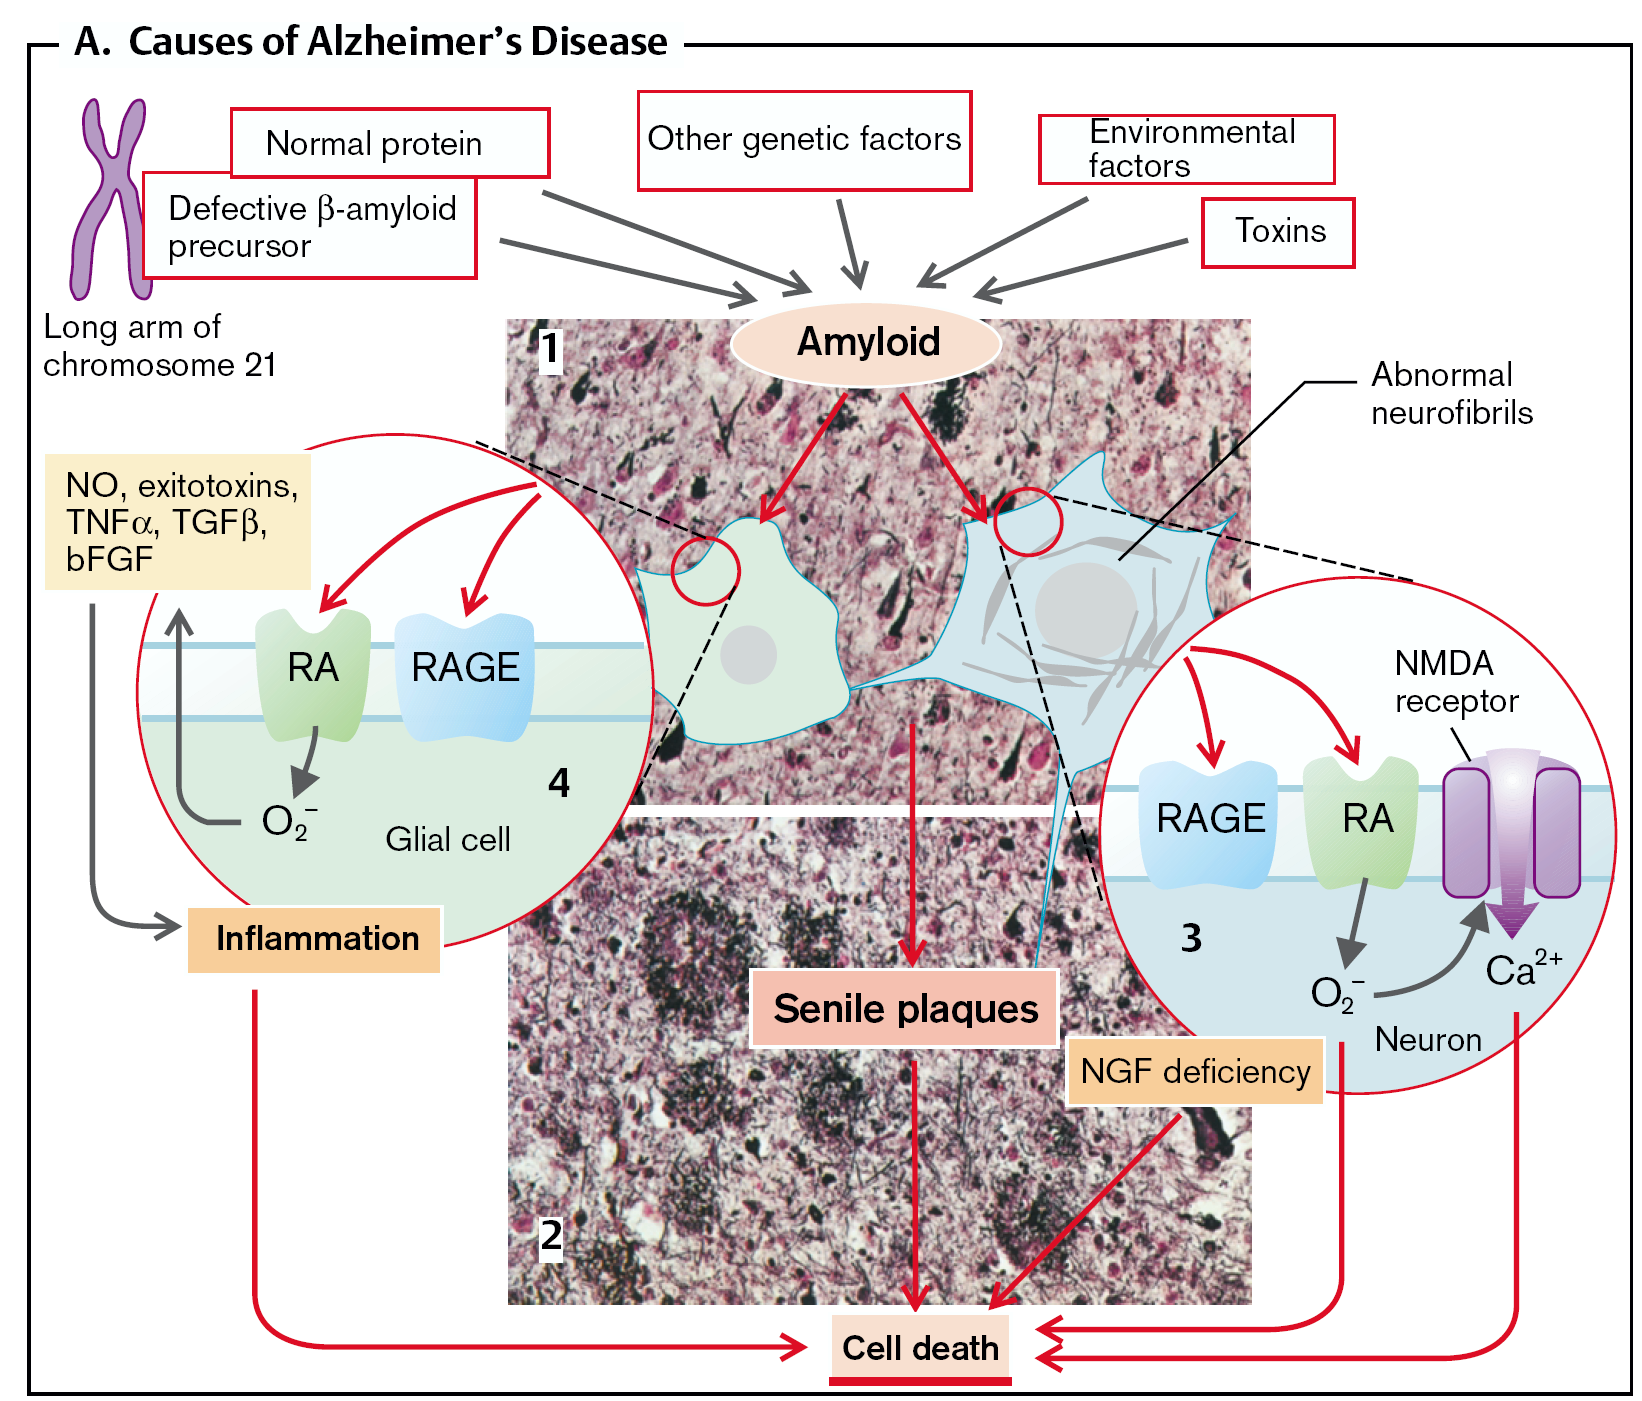 A. Causes of Alzheimer's Disease
Normal protein
Defective β-amyloid
precursor
Other genetic factors
Environmental
factors
Toxins
Long arm of
chromosome 21
1
Amyloid
Abnormal
neurofibrils
NO, exitotoxins,
TNFα, TGFβ,
bFGF
RA
RAGE
4
O₂⁻
Glial cell
Inflammation
NMDA
receptor
RAGE
RA
3
Ca²⁺
O₂⁻
Neuron
Senile plaques
NGF deficiency
2
Cell death